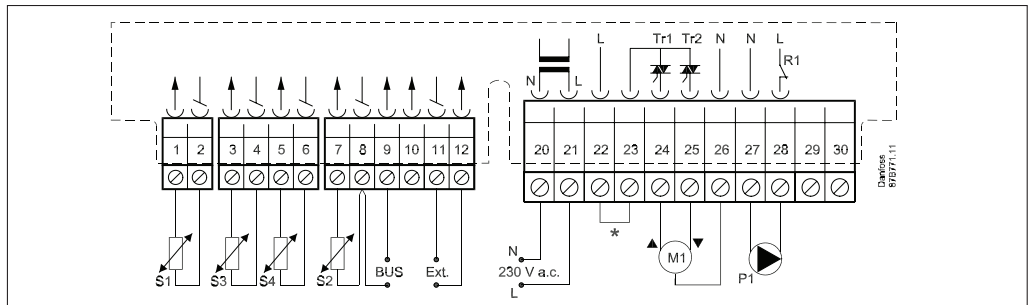 L Tr1 Tr2 N N L
R1
N L
1 2 3 4 5 6 7 8 9 10 11 12
20 21 22 23 24 25 26 27 28 29 30
Danfoss
87B771.11
*
N
S1 S3 S4 S2 BUS Ext. 230 V a.c. M1 P1
L